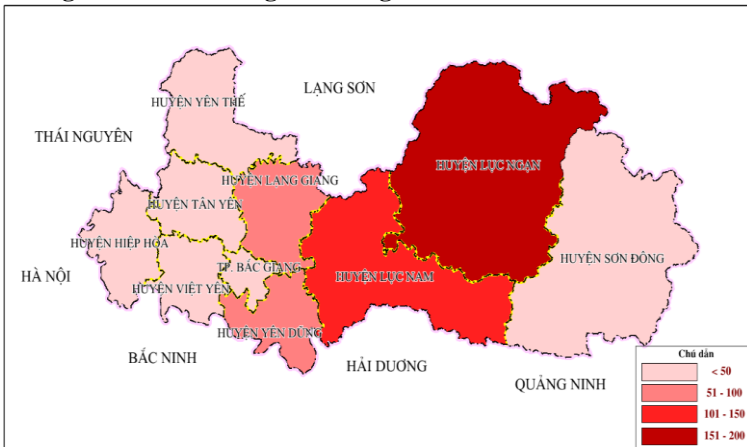 LẠNG SƠN
HUYỆN YÊN THẾ
THÁI NGUYÊN
HUYỆN LỤC NGẠN
HUYỆN LẠNG GIANG
HUYỆN TÂN YÊN
HUYỆN HIỆP HÒA
HUYỆN SƠN ĐÔNG
TP. BẮC GIANG
HÀ NỘI
HUYỆN LỤC NAM
HUYỆN VIỆT YÊN
HUYỆN YÊN DŨNG
BẮC NINH
HẢI DƯƠNG
QUẢNG NINH
Chú dẫn
< 50
51 - 100
101 - 150
151 - 200